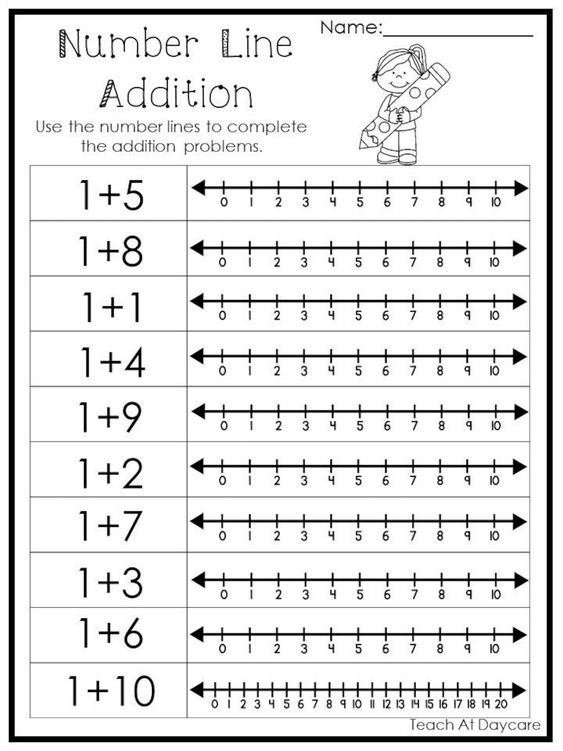 Number Line
Addition
Name:
Use the number lines to complete
the addition problems.
1+5
0 1 2 3 4 5 6 7 8 9 10
1+8
0 1 2 3 4 5 6 7 8 9 10
1+1
0 1 2 3 4 5 6 7 8 9 10
1+4
0 1 2 3 4 5 6 7 8 9 10
1+9
0 1 2 3 4 5 6 7 8 9 10
1+2
0 1 2 3 4 5 6 7 8 9 10
1+7
0 1 2 3 4 5 6 7 8 9 10
1+3
0 1 2 3 4 5 6 7 8 9 10
1+6
0 1 2 3 4 5 6 7 8 9 10
1+10
0 1 2 3 4 5 6 7 8 9 10 11 12 13 14 15 16 17 18 19 20
Teach At Daycare